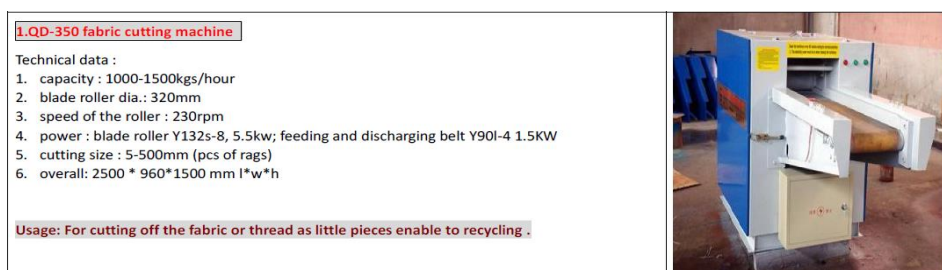 1.QD-350 fabric cutting machine
Technical data :
1. capacity : 1000-1500kgs/hour
2. blade roller dia.: 320mm
3. speed of the roller : 230rpm
4. power : blade roller Y132s-8, 5.5kw; feeding and discharging belt Y90l-4 1.5KW
5. cutting size : 5-500mm (pcs of rags)
6. overall: 2500 * 960*1500 mm l*w*h
Usage: For cutting off the fabric or thread as little pieces enable to recycling .